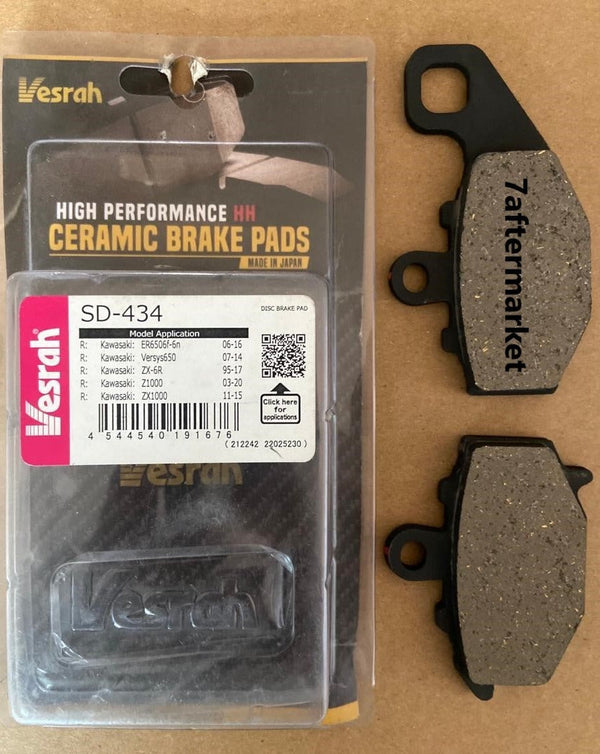 Vesrah
HIGH PERFORMANCE HH
CERAMIC BRAKE PADS
MADE IN JAPAN
Vesrah®
SD-434
DISC BRAKE PAD
Model Application
R: Kawasaki: ER6506f-6n 06-16
R: Kawasaki: Versys650 07-14
R: Kawasaki: ZX-6R 95-17
R: Kawasaki: Z1000 03-20
R: Kawasaki: ZX1000 11-15
Click here
for
applications
4 544540 191676
(212242 22025230)
Vesrah
Vesrah
7aftermarket